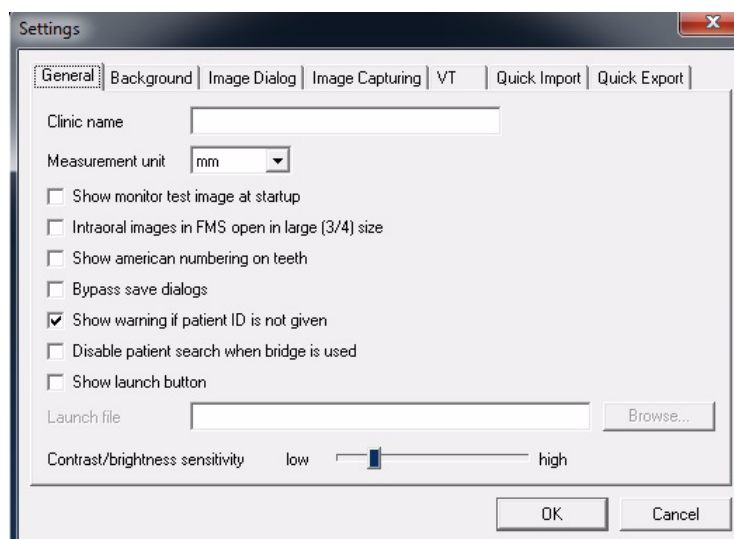 Settings
General Background Image Dialog Image Capturing VT Quick Import Quick Export
Clinic name
Measurement unit mm
Show monitor test image at startup
Intraoral images in FMS open in large (3/4) size
Show american numbering on teeth
Bypass save dialogs
Show warning if patient ID is not given
Disable patient search when bridge is used
Show launch button
Launch file Browse...
Contrast/brightness sensitivity low high
OK Cancel